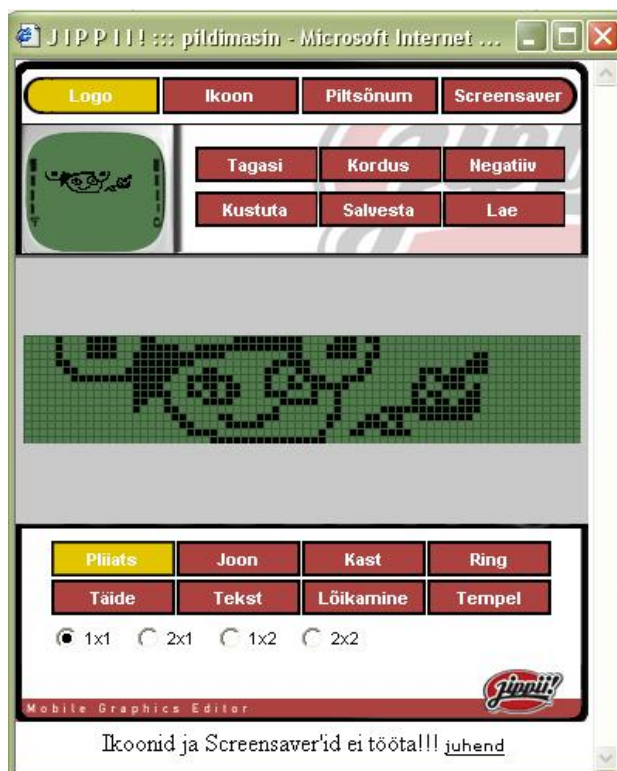 J I P P I I ! ::: pildimasin - Microsoft Internet ...
Logo Ikoon Piltsõnum Screensaver
Tagasi Kordus Negatiiv
Kustuta Salvesta Lae
Pliiats Joon Kast Ring
Täide Tekst Lõikamine Tempel
1x1 2x1 1x2 2x2
Jippii!
Mobile Graphics Editor
Ikoonid ja Screensaver'id ei tööta!!! juhend